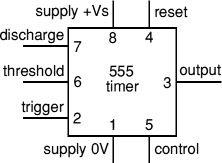 supply +Vs reset
discharge
7 8 4
threshold 555 output
6 timer 3
trigger
2 1 5
supply 0V control